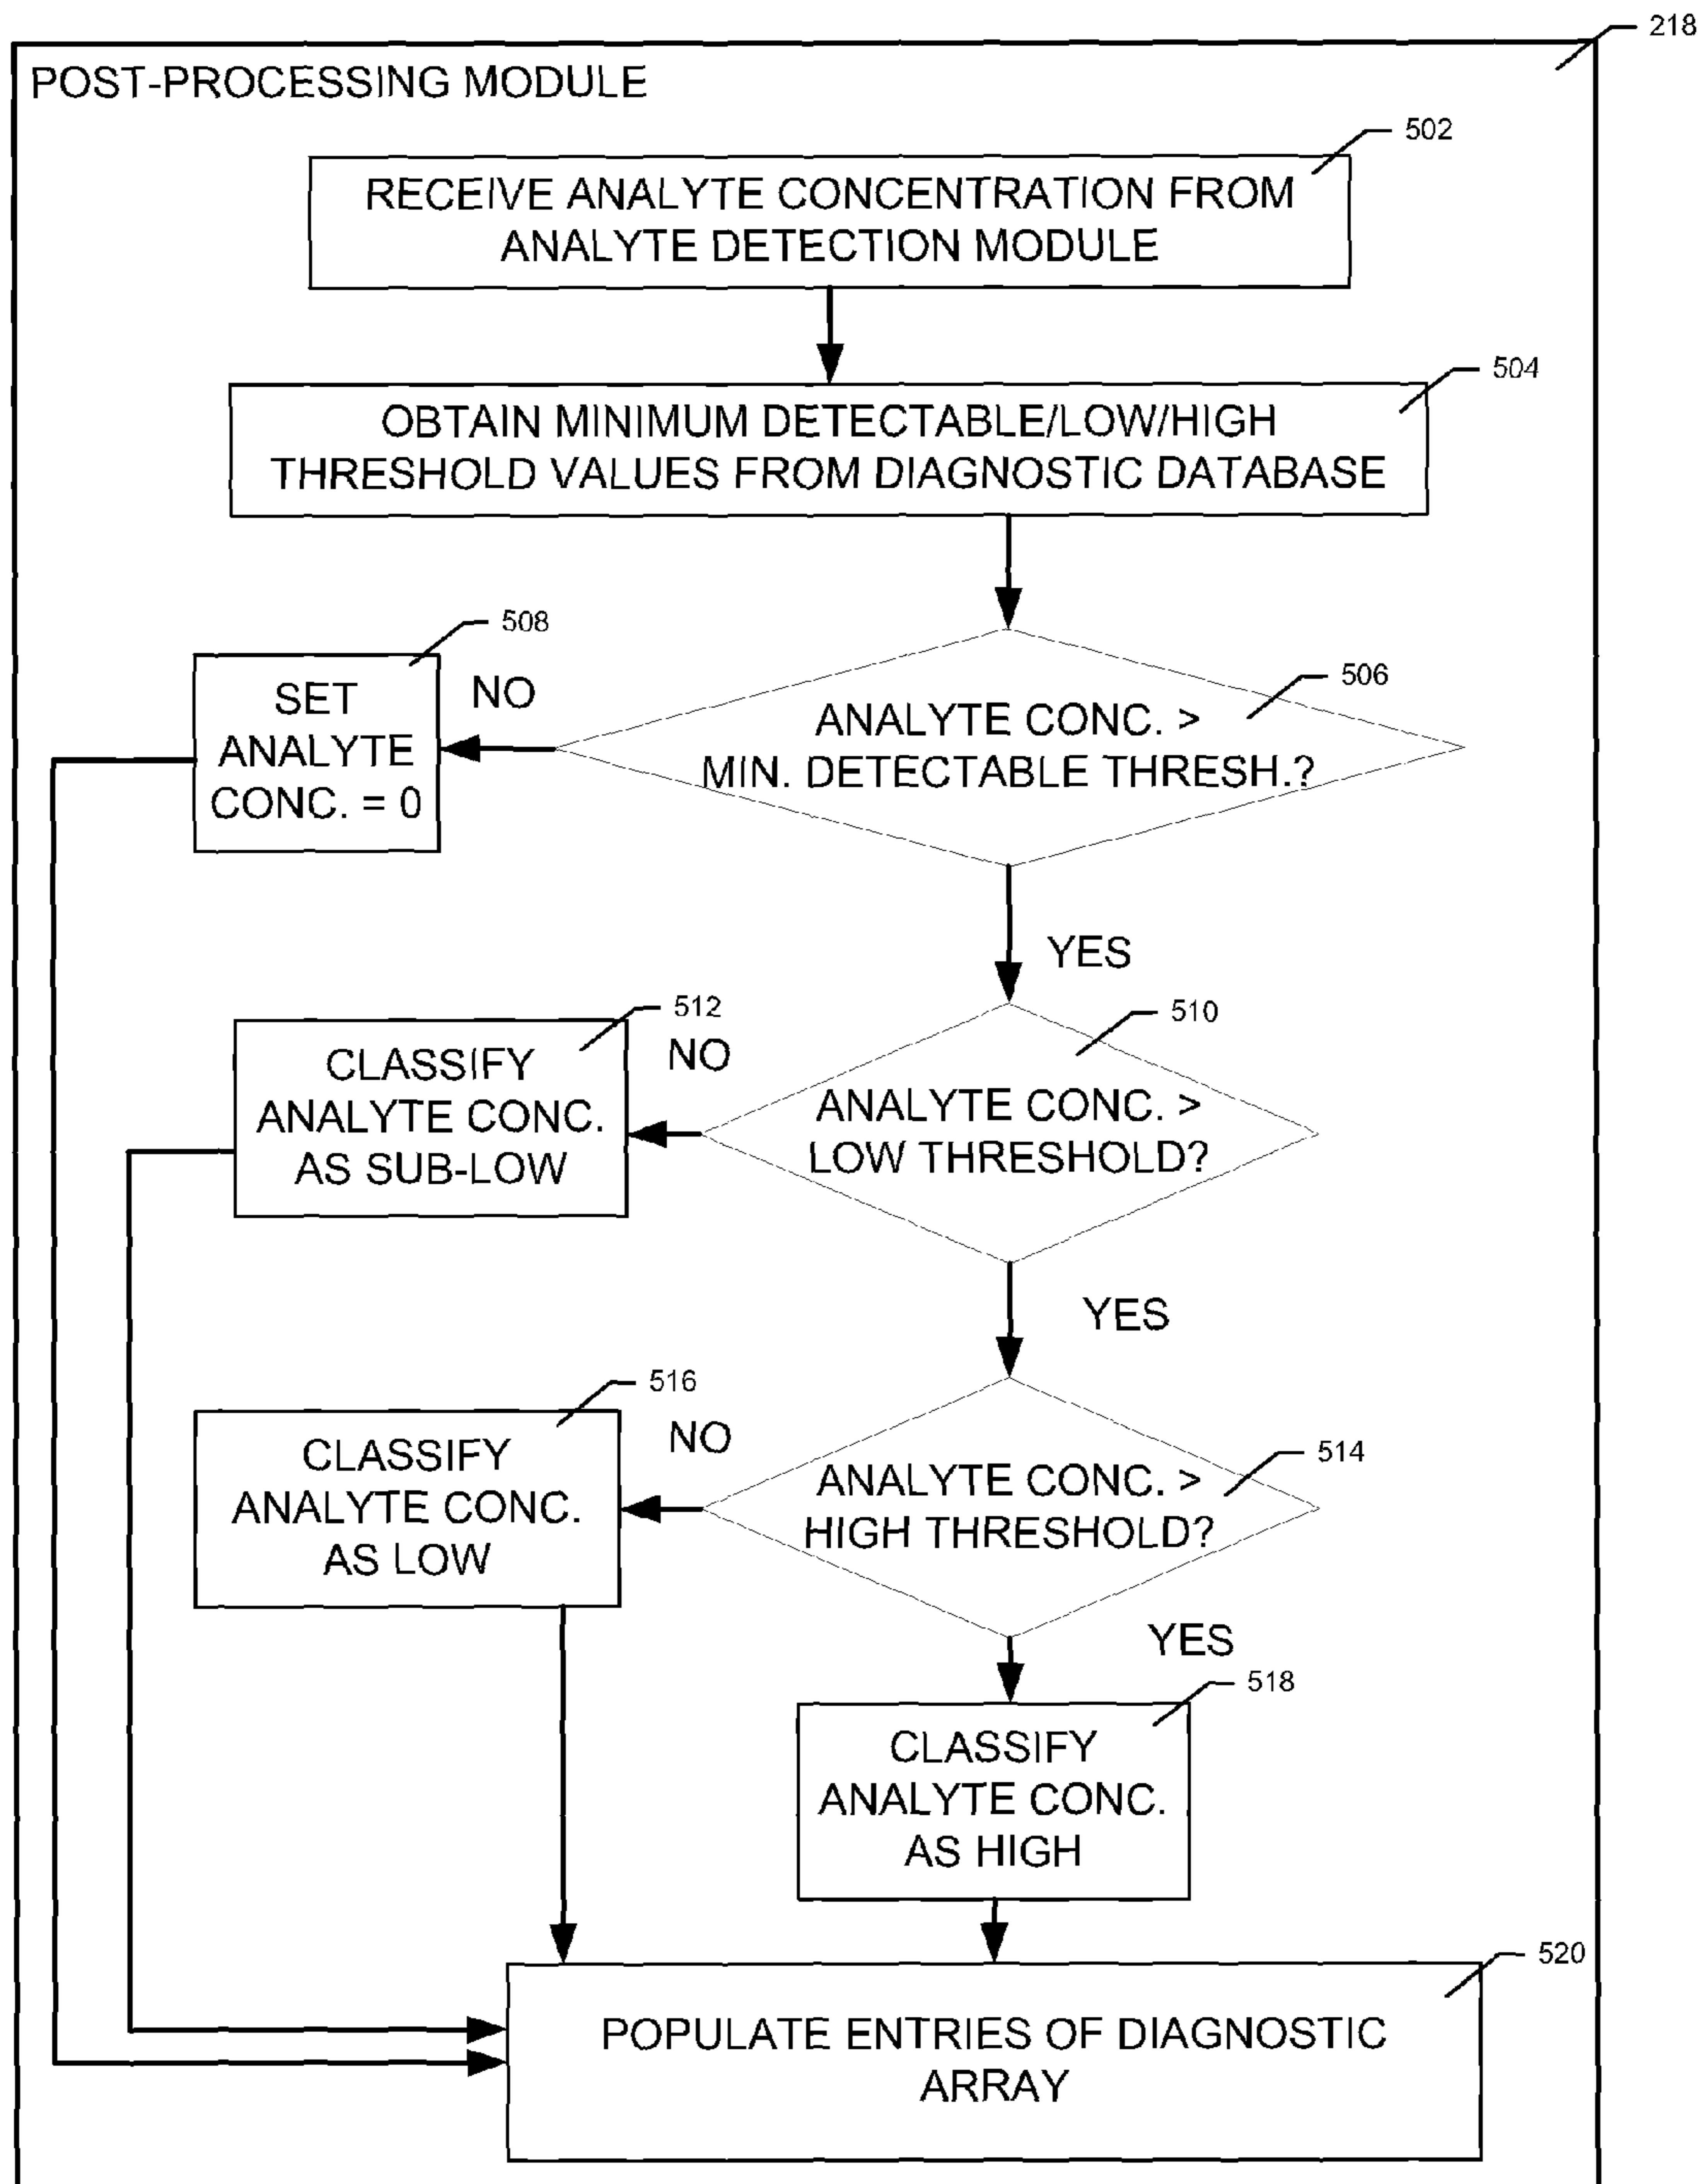 218
POST-PROCESSING MODULE
502
RECEIVE ANALYTE CONCENTRATION FROM
ANALYTE DETECTION MODULE
504
OBTAIN MINIMUM DETECTABLE/LOW/HIGH
THRESHOLD VALUES FROM DIAGNOSTIC DATABASE
508
SET
ANALYTE
CONC. = 0
NO
506
ANALYTE CONC. >
MIN. DETECTABLE THRESH.?
YES
512
CLASSIFY
ANALYTE CONC.
AS SUB-LOW
NO
510
ANALYTE CONC. >
LOW THRESHOLD?
YES
516
CLASSIFY
ANALYTE CONC.
AS LOW
NO
514
ANALYTE CONC. >
HIGH THRESHOLD?
YES
518
CLASSIFY
ANALYTE CONC.
AS HIGH
520
POPULATE ENTRIES OF DIAGNOSTIC
ARRAY